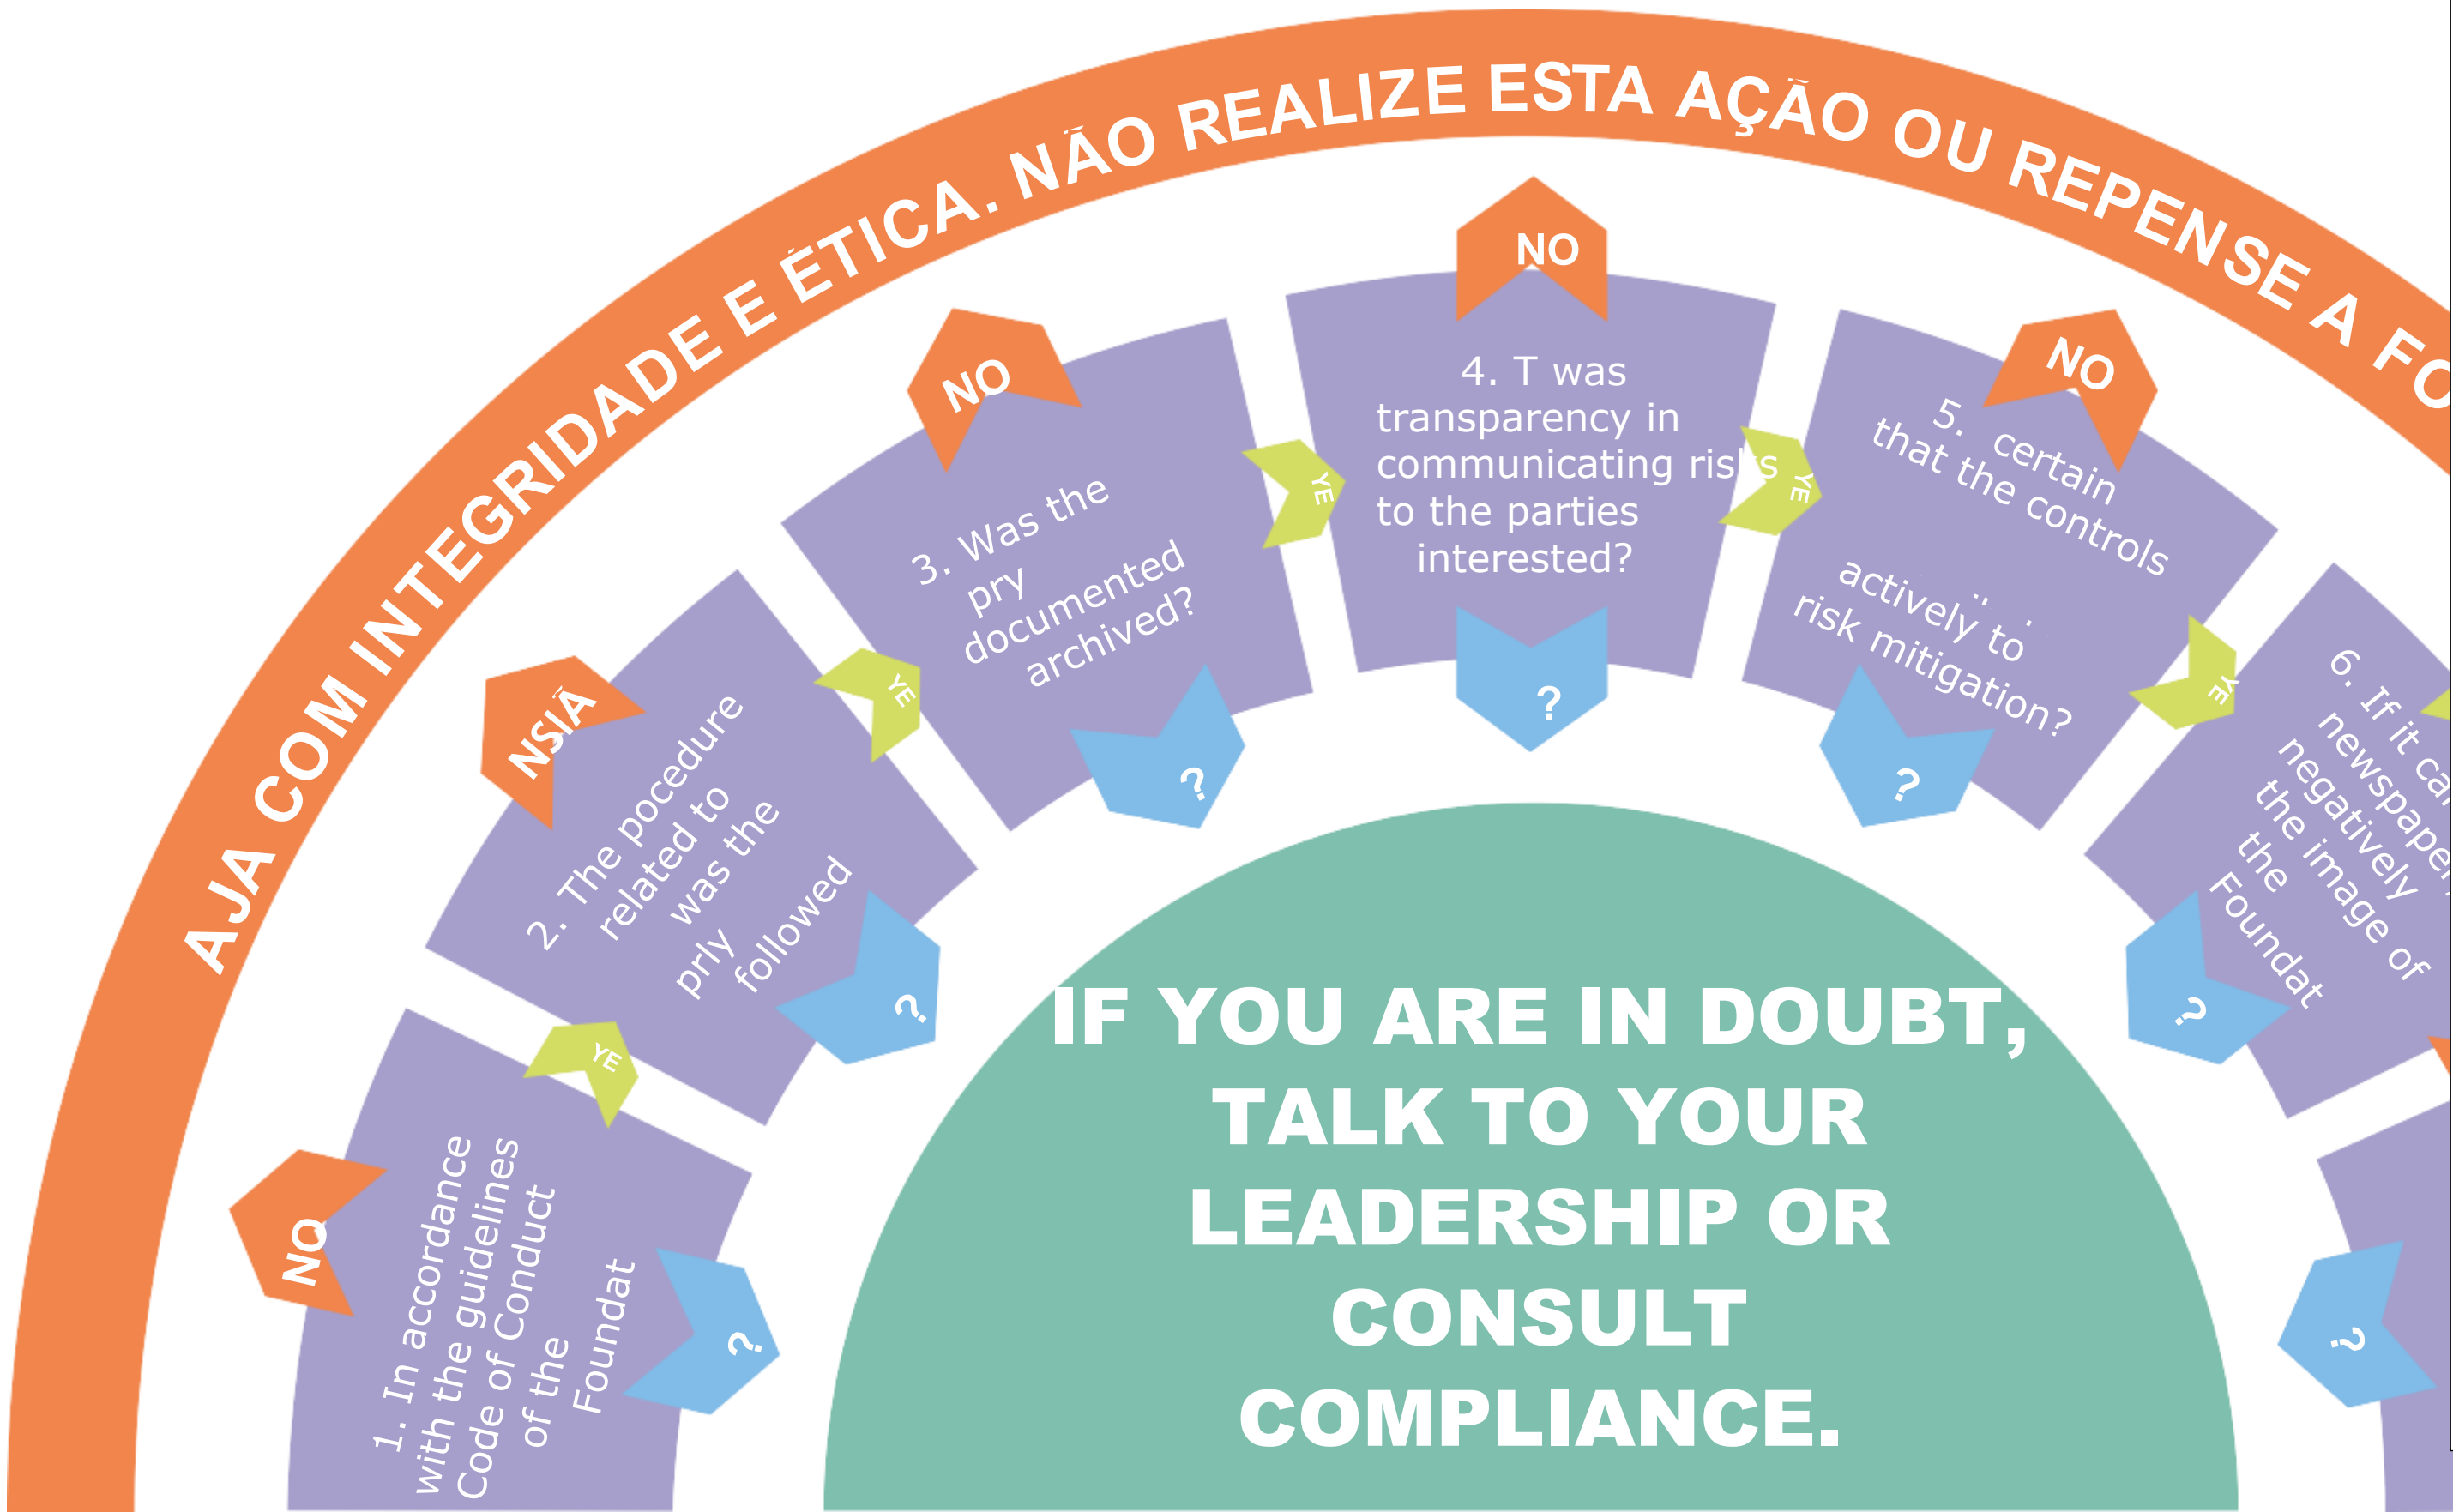 AJA COM INTEGRIDADE E ÉTICA. NÃO REALIZE ESTA AÇÃO OU REPENSE A FO
NO
1. In accordance
with the guidelines
Code of Conduct
of the
Foundat
?
YE
2. The pocedure
related to
was the
pry
followed
?
YE
NO
3. Was the
pry
documented
archived?
?
YE
NO
4. T was
transparency in
communicating risks
to the parties
interested?
?
YE
NO
5. certain
that the controls
actively to
risk mitigation?
?
YE
6. If it ca
newspape
negatively
the image of
the
Foundat
?
?
IF YOU ARE IN DOUBT,
TALK TO YOUR
LEADERSHIP OR
CONSULT
COMPLIANCE.